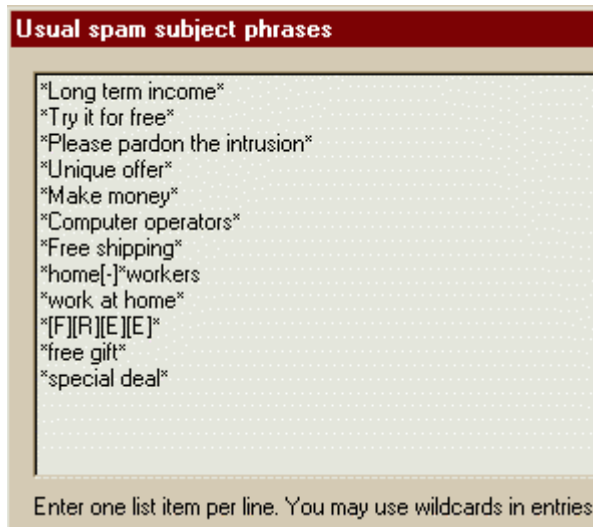 Usual spam subject phrases
*Long term income*
*Try it for free*
*Please pardon the intrusion*
*Unique offer*
*Make money*
*Computer operators*
*Free shipping*
*home[-]*workers
*work at home*
*[F][R][E][E]*
*free gift*
*special deal*
Enter one list item per line. You may use wildcards in entries